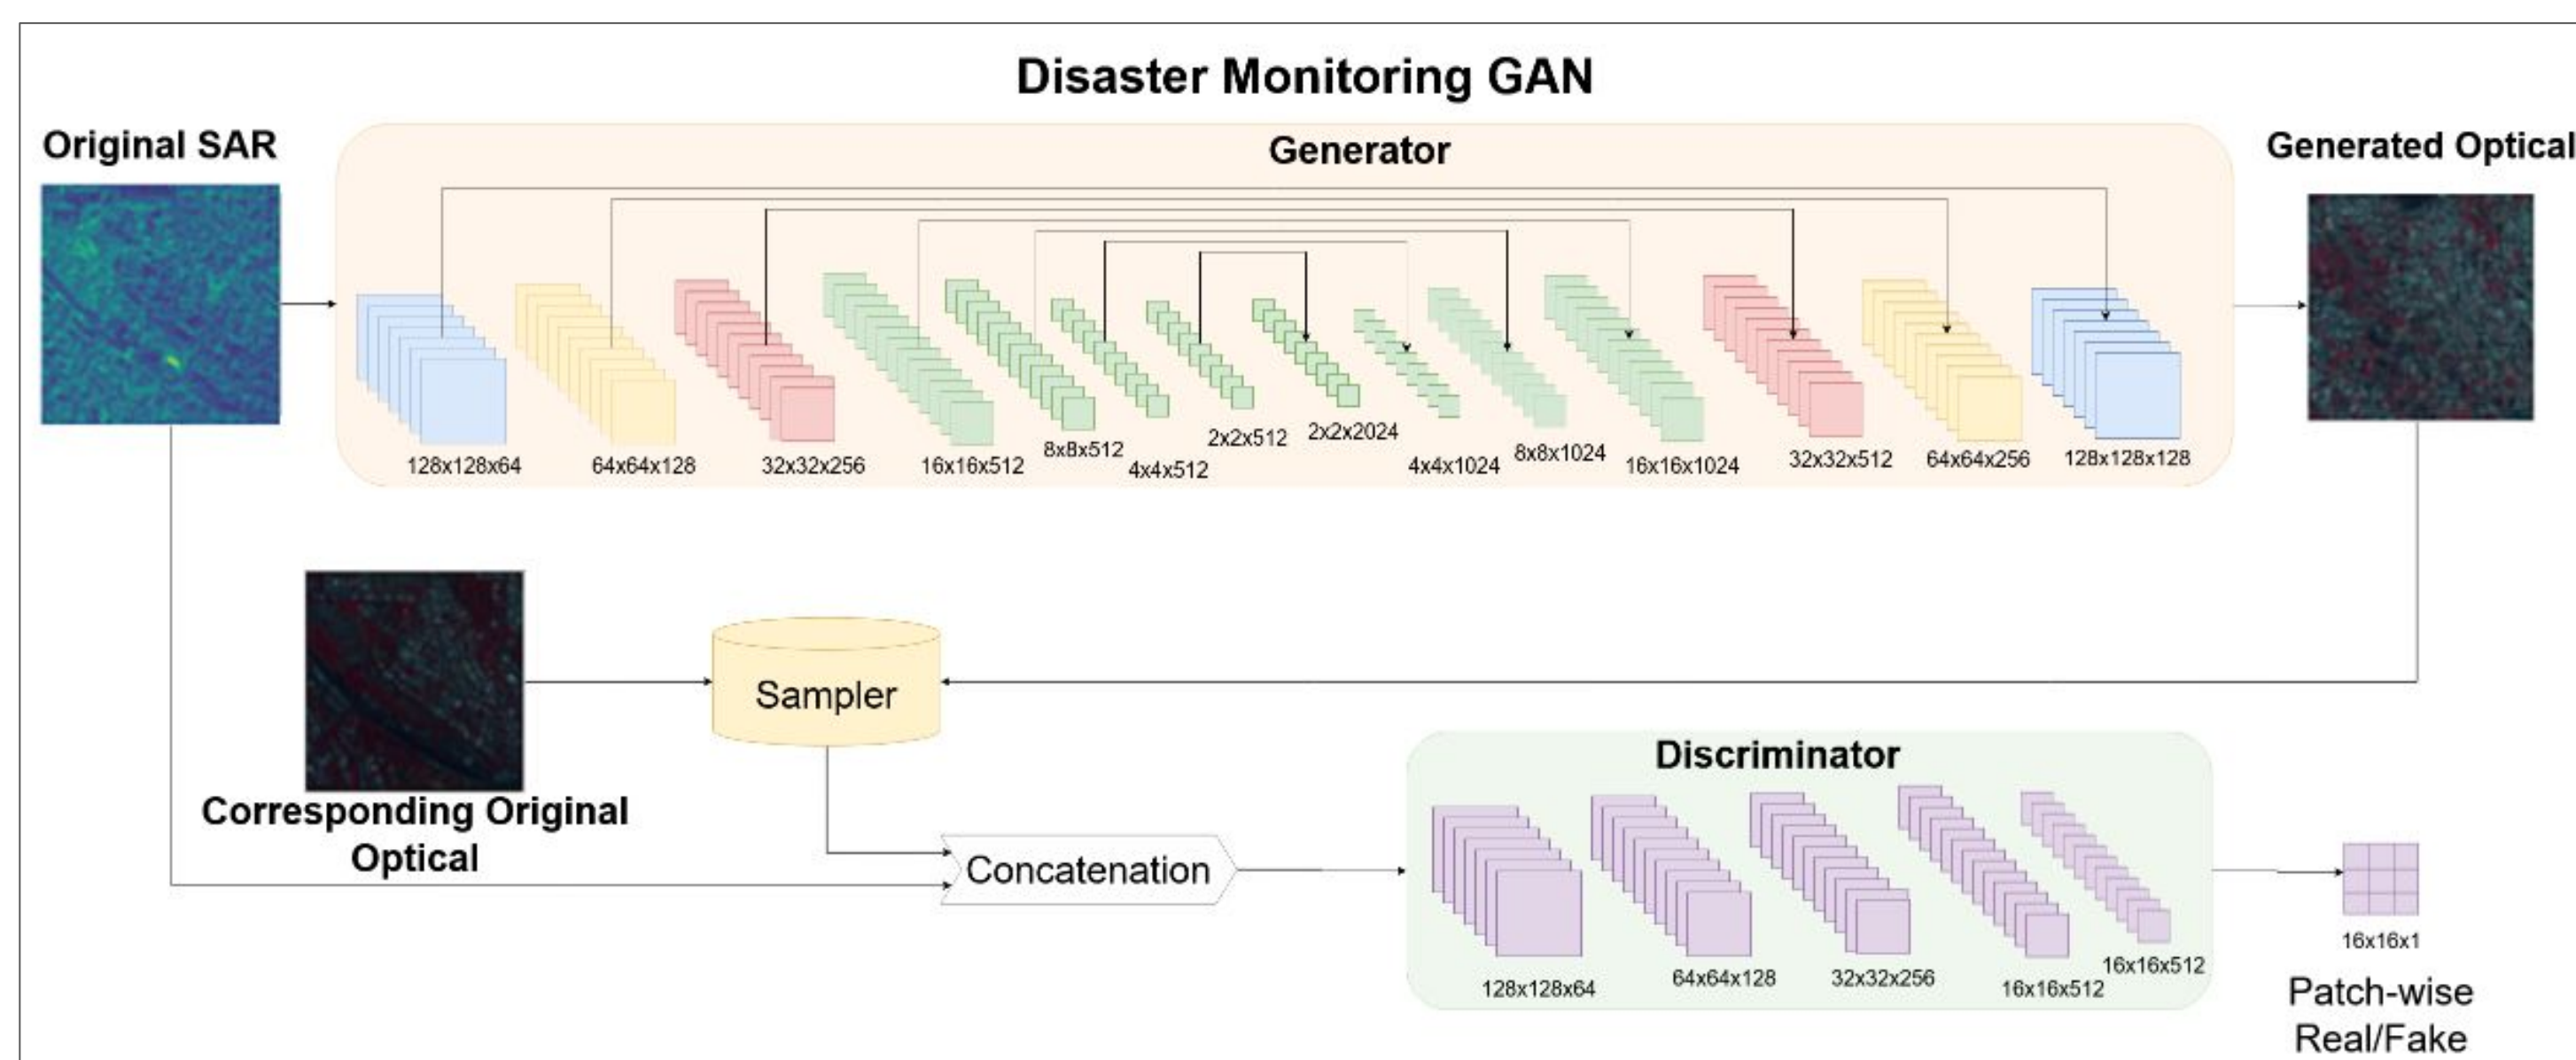 Disaster Monitoring GAN
Original SAR
Generator
Generated Optical
128x128x64
64x64x128
32x32x256
16x16x512
8x8x512
4x4x512
2x2x512
2x2x2024
4x4x1024
8x8x1024
16x16x1024
32x32x512
64x64x256
128x128x128
Sampler
Corresponding Original
Optical
Concatenation
Discriminator
128x128x64
64x64x128
32x32x256
16x16x512
16x16x512
16x16x1
Patch-wise
Real/Fake